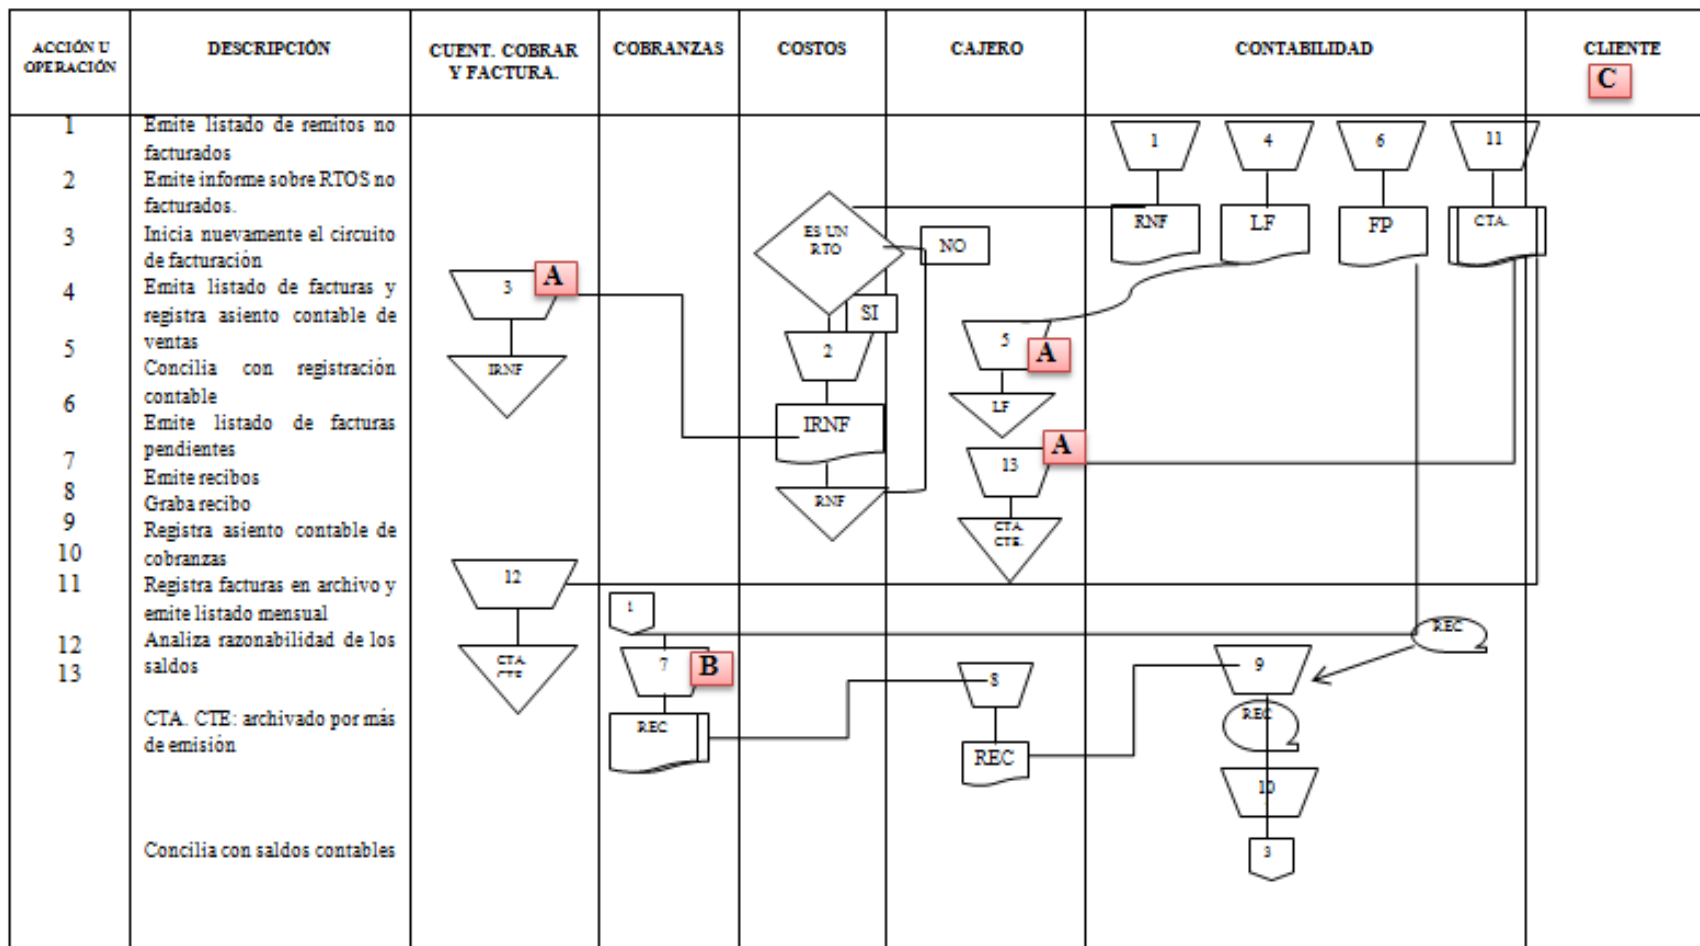 ACCIÓN U
OPERACIÓN
DESCRIPCIÓN
CUENT. COBRAR
Y FACTURA.
COBRANZAS
COSTOS
CAJERO
CONTABILIDAD
CLIENTE
C
1
2
3
4
5
6
7
8
9
10
11
12
13
Emite listado de remitos no
facturados
Emite informe sobre RTOS no
facturados.
Inicia nuevamente el circuito
de facturación
Emita listado de facturas y
registra asiento contable de
ventas
Concilia con registración
contable
Emite listado de facturas
pendientes
Emite recibos
Graba recibo
Registra asiento contable de
cobranzas
Registra facturas en archivo y
emite listado mensual
Analiza razonabilidad de los
saldos
CTA. CTE: archivado por más
de emisión
Concilia con saldos contables
3
A
IRNF
12
CTA.
CTE
1
7
B
REC
ES UN
RTO
NO
SI
2
IRNF
RNF
5
A
LF
13
A
CTA.
CTE.
8
REC
1
4
6
11
RNF
LF
FP
CTA.
REC
9
REC
10
3